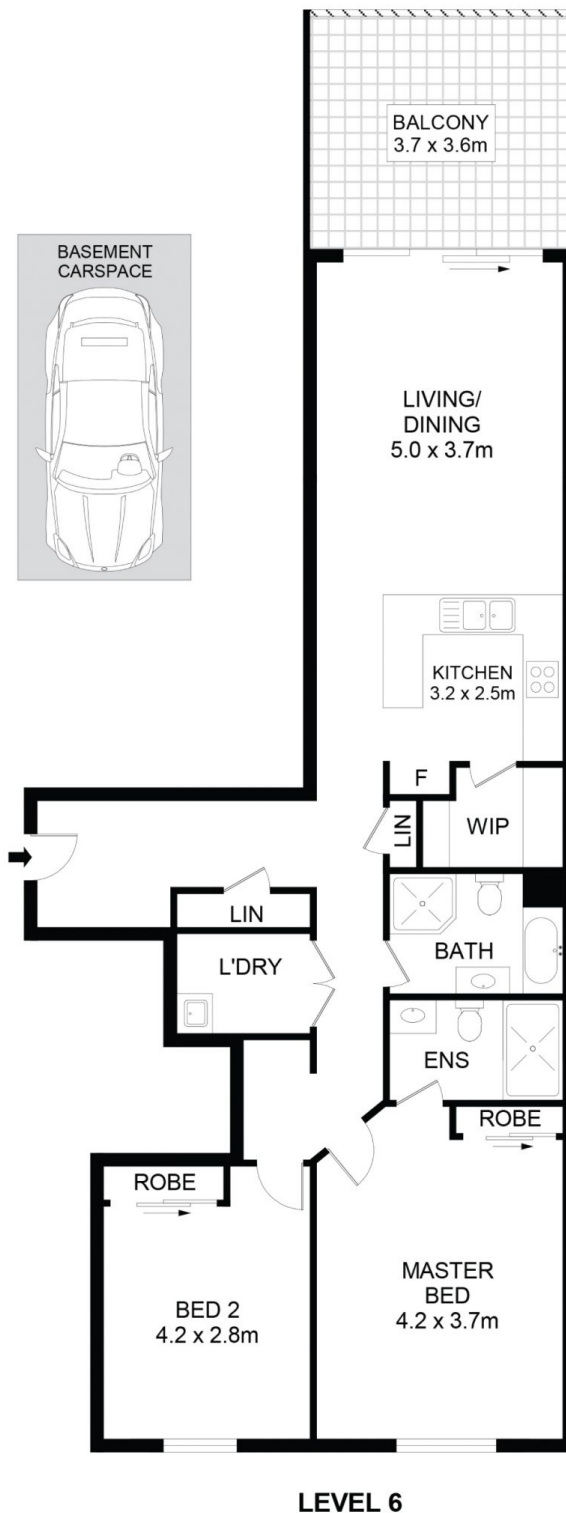 BALCONY
3.7 x 3.6m
BASEMENT
CARSPACE
LIVING/
DINING
5.0 x 3.7m
KITCHEN
3.2 x 2.5m
F
LIN
WIP
LIN
L'DRY
BATH
ENS
ROBE
ROBE
MASTER
BED
4.2 x 3.7m
BED 2
4.2 x 2.8m
LEVEL 6